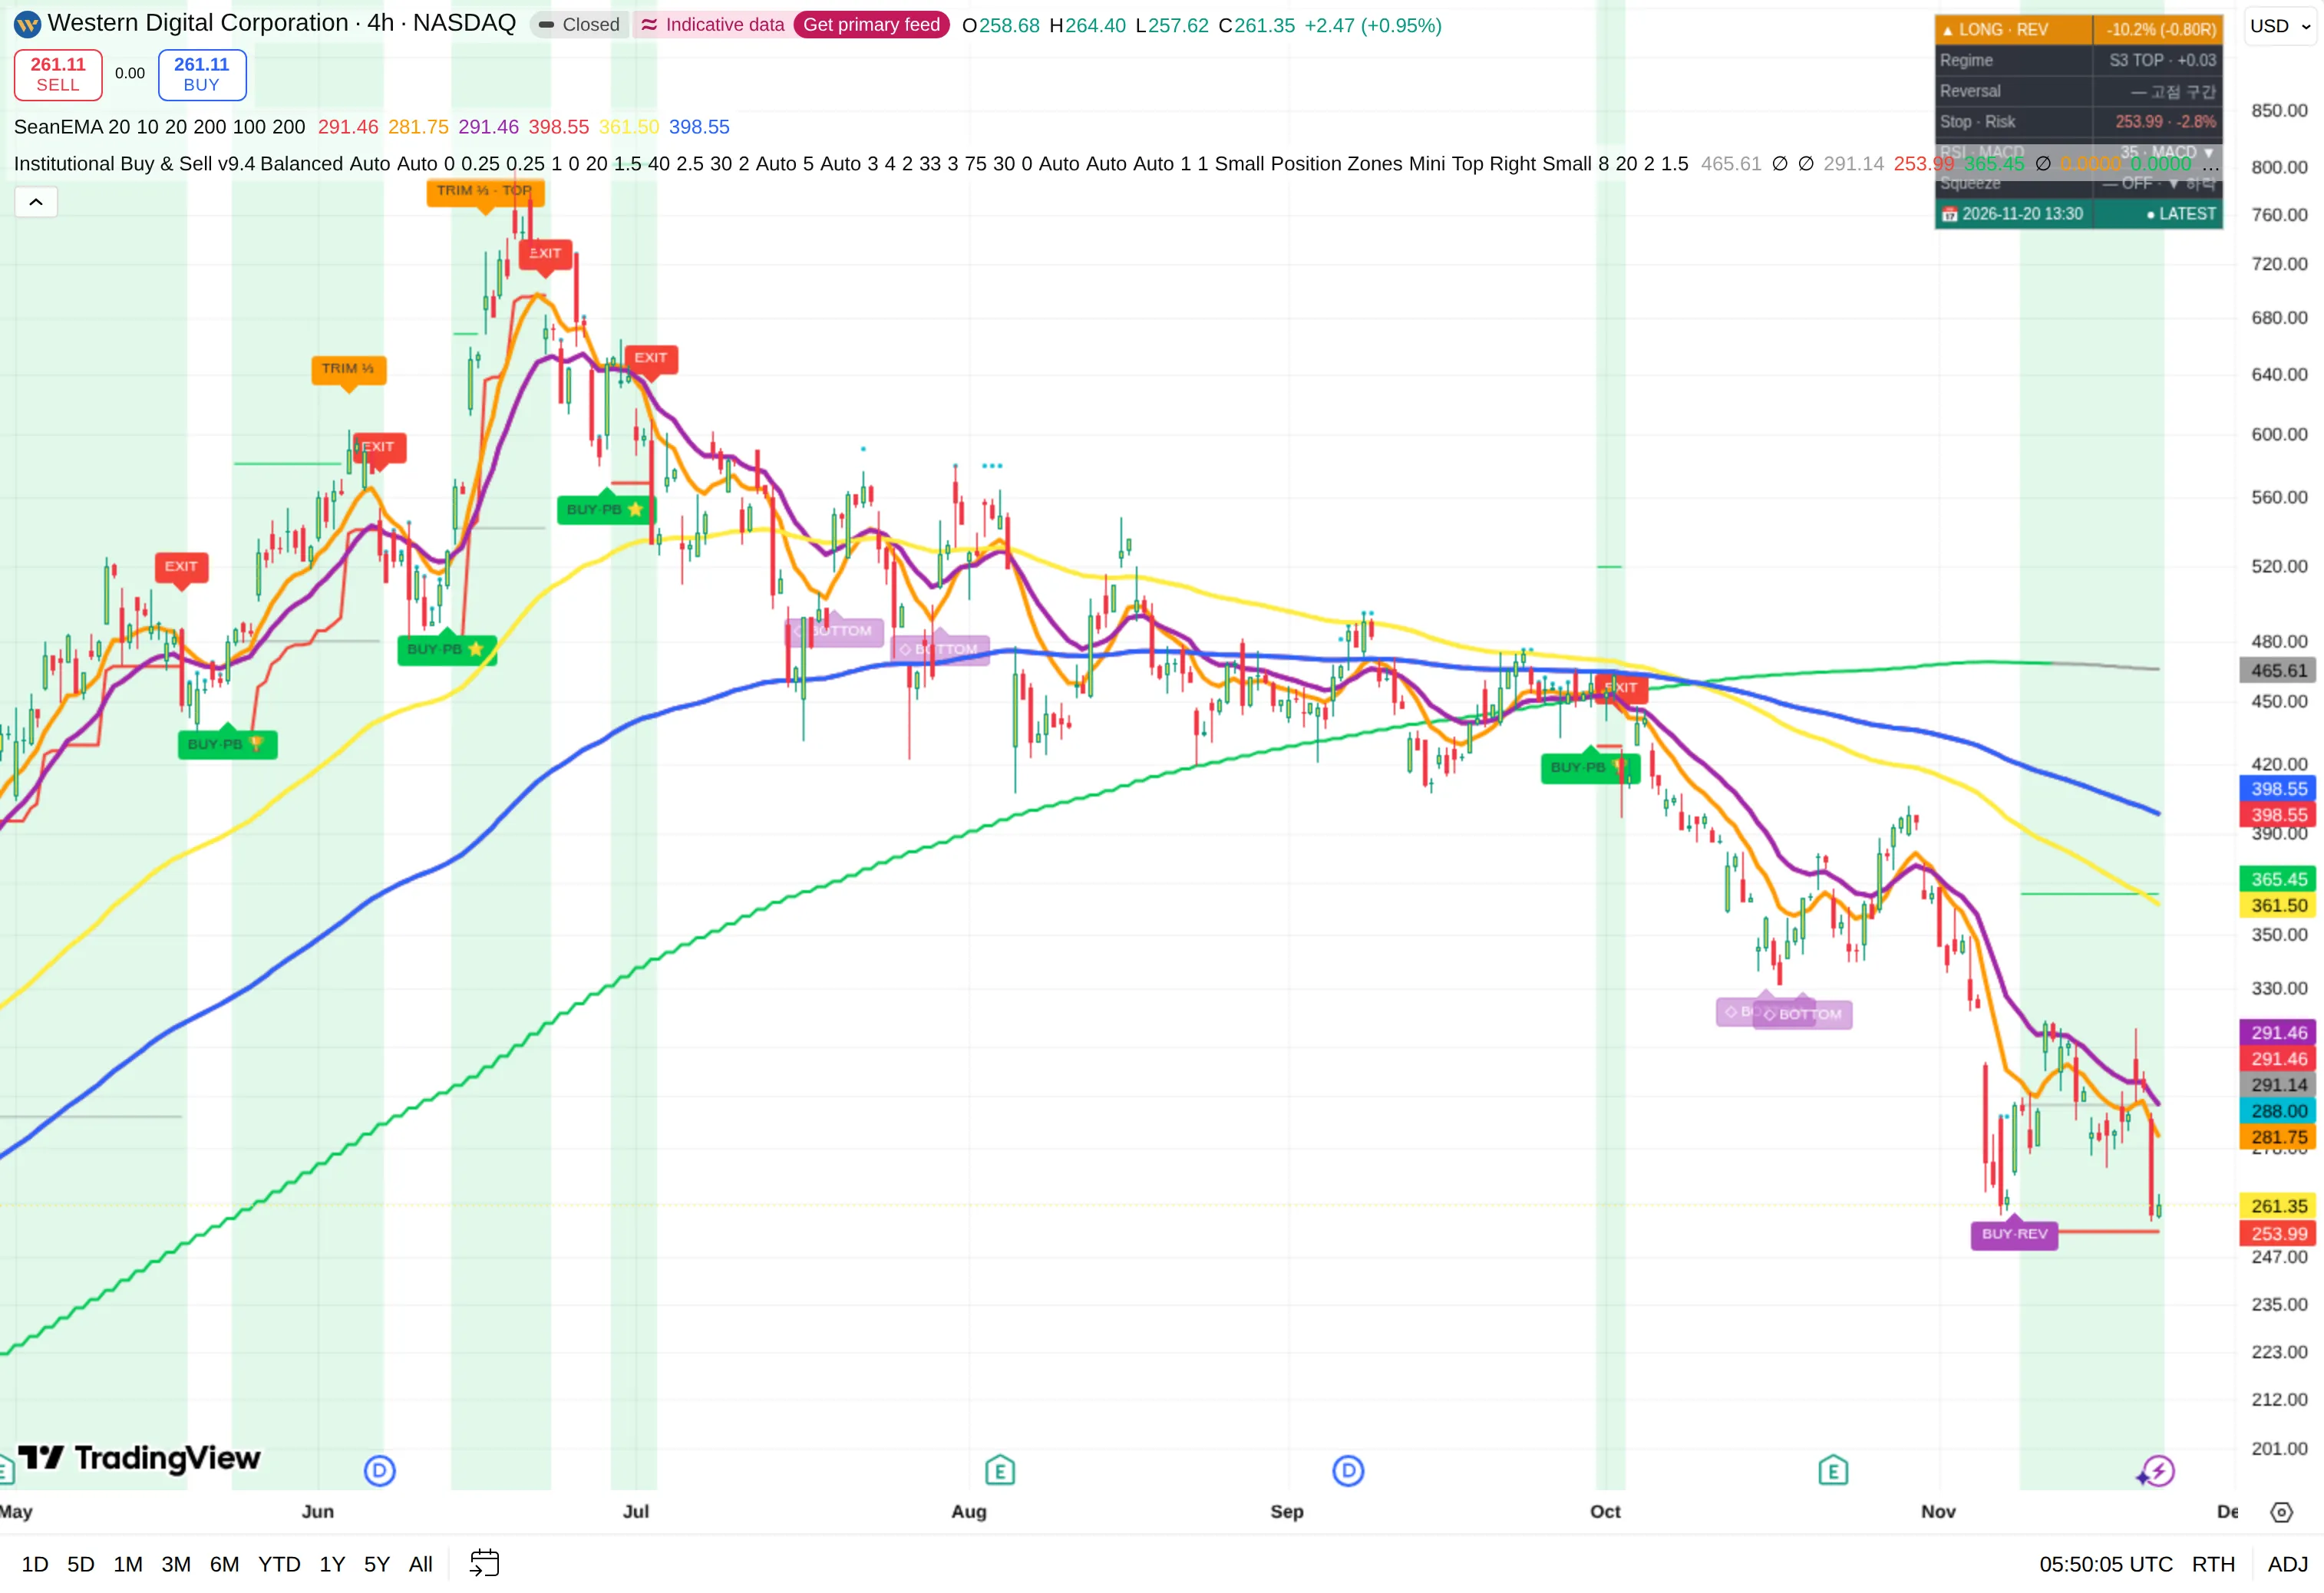 Western Digital Corporation · 4h · NASDAQ Closed Indicative data Get primary feed O258.68 H264.40 L257.62 C261.35 +2.47 (+0.95%)
261.11 SELL 0.00 261.11 BUY
SeanEMA 20 10 20 200 100 200 291.46 281.75 291.46 398.55 361.50 398.55
Institutional Buy & Sell v9.4 Balanced Auto Auto 0 0.25 0.25 1 0 20 1.5 40 2.5 30 2 Auto 5 Auto 3 4 2 33 3 75 30 0 Auto Auto Auto 1 1 Small Position Zones Mini Top Right Small 8 20 2 1.5 465.61 ∅ ∅ 291.14 253.99 365.45 ∅ 0.0000 0.0000 ...
▲ LONG · REV -10.2% (-0.80R)
Regime S3 TOP · +0.03
Reversal — 고점 구간
Stop · Risk 253.99 · -2.8%
RSI · MACD 35 · MACD ▼
Squeeze — OFF · ▼ 하락
2026-11-20 13:30 ● LATEST
USD
850.00
800.00
760.00
720.00
680.00
640.00
600.00
560.00
520.00
480.00
465.61
450.00
420.00
398.55
398.55
390.00
365.45
361.50
350.00
330.00
291.46
291.46
291.14
288.00
281.75
261.35
253.99
247.00
235.00
223.00
212.00
201.00
TRIM ⅓ · TOP
EXIT
EXIT
TRIM ⅓
EXIT
BUY·PB
EXIT
◇ BOTTOM
BUY·PB
◇ BOTTOM
EXIT
BUY·PB
BUY·PB
◇ BOTTOM
BUY·REV
TradingView
E D E D E
May Jun Jul Aug Sep Oct Nov De
1D 5D 1M 3M 6M YTD 1Y 5Y All 05:50:05 UTC RTH ADJ